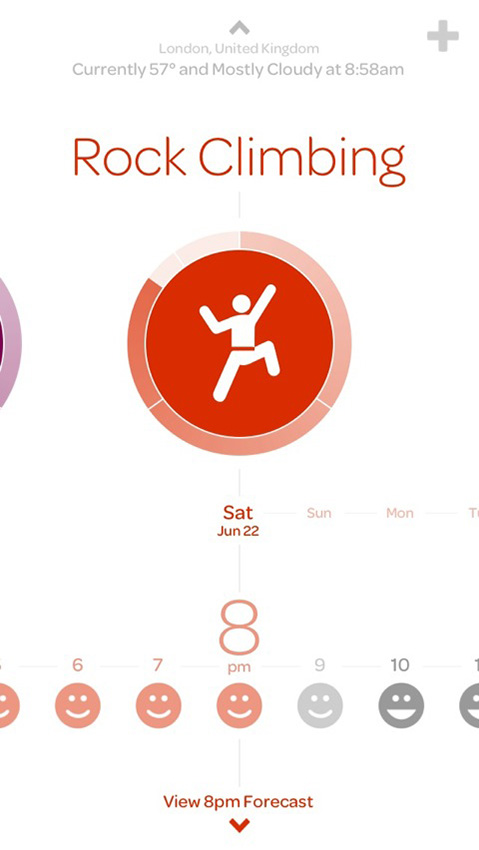 London, United Kingdom
Currently 57° and Mostly Cloudy at 8:58am
Rock Climbing
Sat Sun Mon
Jun 22
8
6 7 pm 9 10
View 8pm Forecast